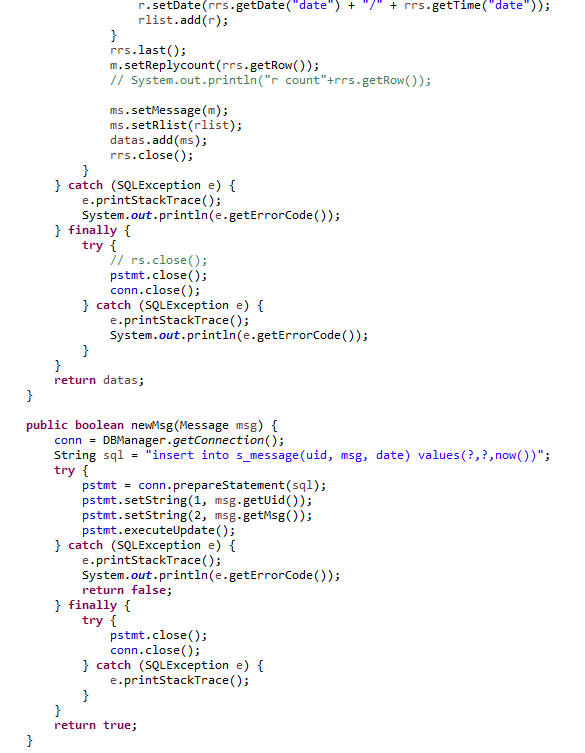 r.setDate(rrs.getDate("date") + "/" + rrs.getTime("date"));
                rlist.add(r);
            }
            rrs.last();
            m.setReplycount(rrs.getRow());
            // System.out.println("r count"+rrs.getRow());

            ms.setMessage(m);
            ms.setRlist(rlist);
            datas.add(ms);
            rrs.close();
        }
    } catch (SQLException e) {
        e.printStackTrace();
        System.out.println(e.getErrorCode());
    } finally {
        try {
            // rs.close();
            pstmt.close();
            conn.close();
        } catch (SQLException e) {
            e.printStackTrace();
            System.out.println(e.getErrorCode());
        }
    }
    return datas;
}

public boolean newMsg(Message msg) {
    conn = DBManager.getConnection();
    String sql = "insert into s_message(uid, msg, date) values(?,?,now())";
    try {
        pstmt = conn.prepareStatement(sql);
        pstmt.setString(1, msg.getUid());
        pstmt.setString(2, msg.getMsg());
        pstmt.executeUpdate();
    } catch (SQLException e) {
        e.printStackTrace();
        System.out.println(e.getErrorCode());
        return false;
    } finally {
        try {
            pstmt.close();
            conn.close();
        } catch (SQLException e) {
            e.printStackTrace();
        }
    }
    return true;
}